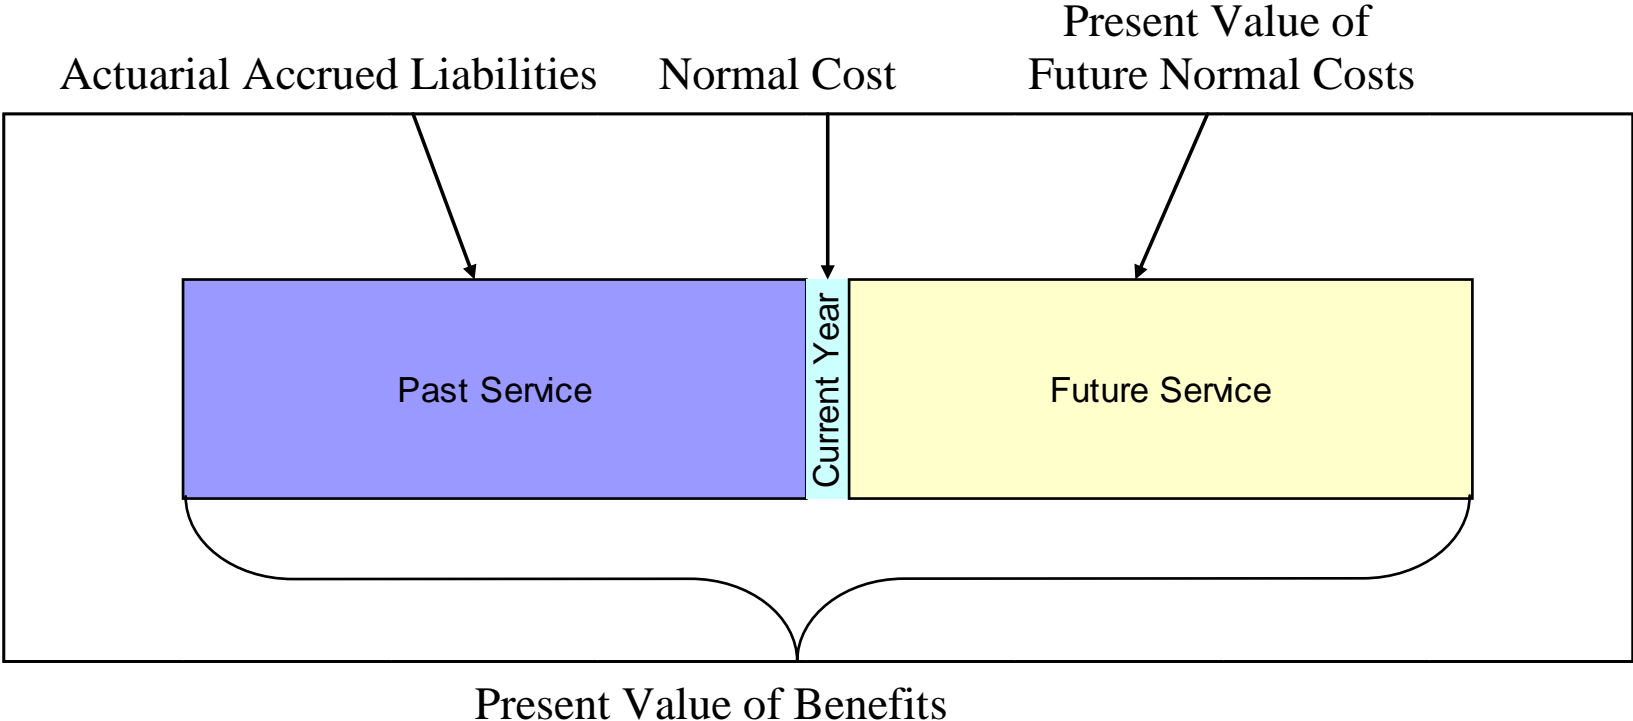 Present Value of
Actuarial Accrued Liabilities Normal Cost Future Normal Costs
Past Service
Current Year
Future Service
Present Value of Benefits